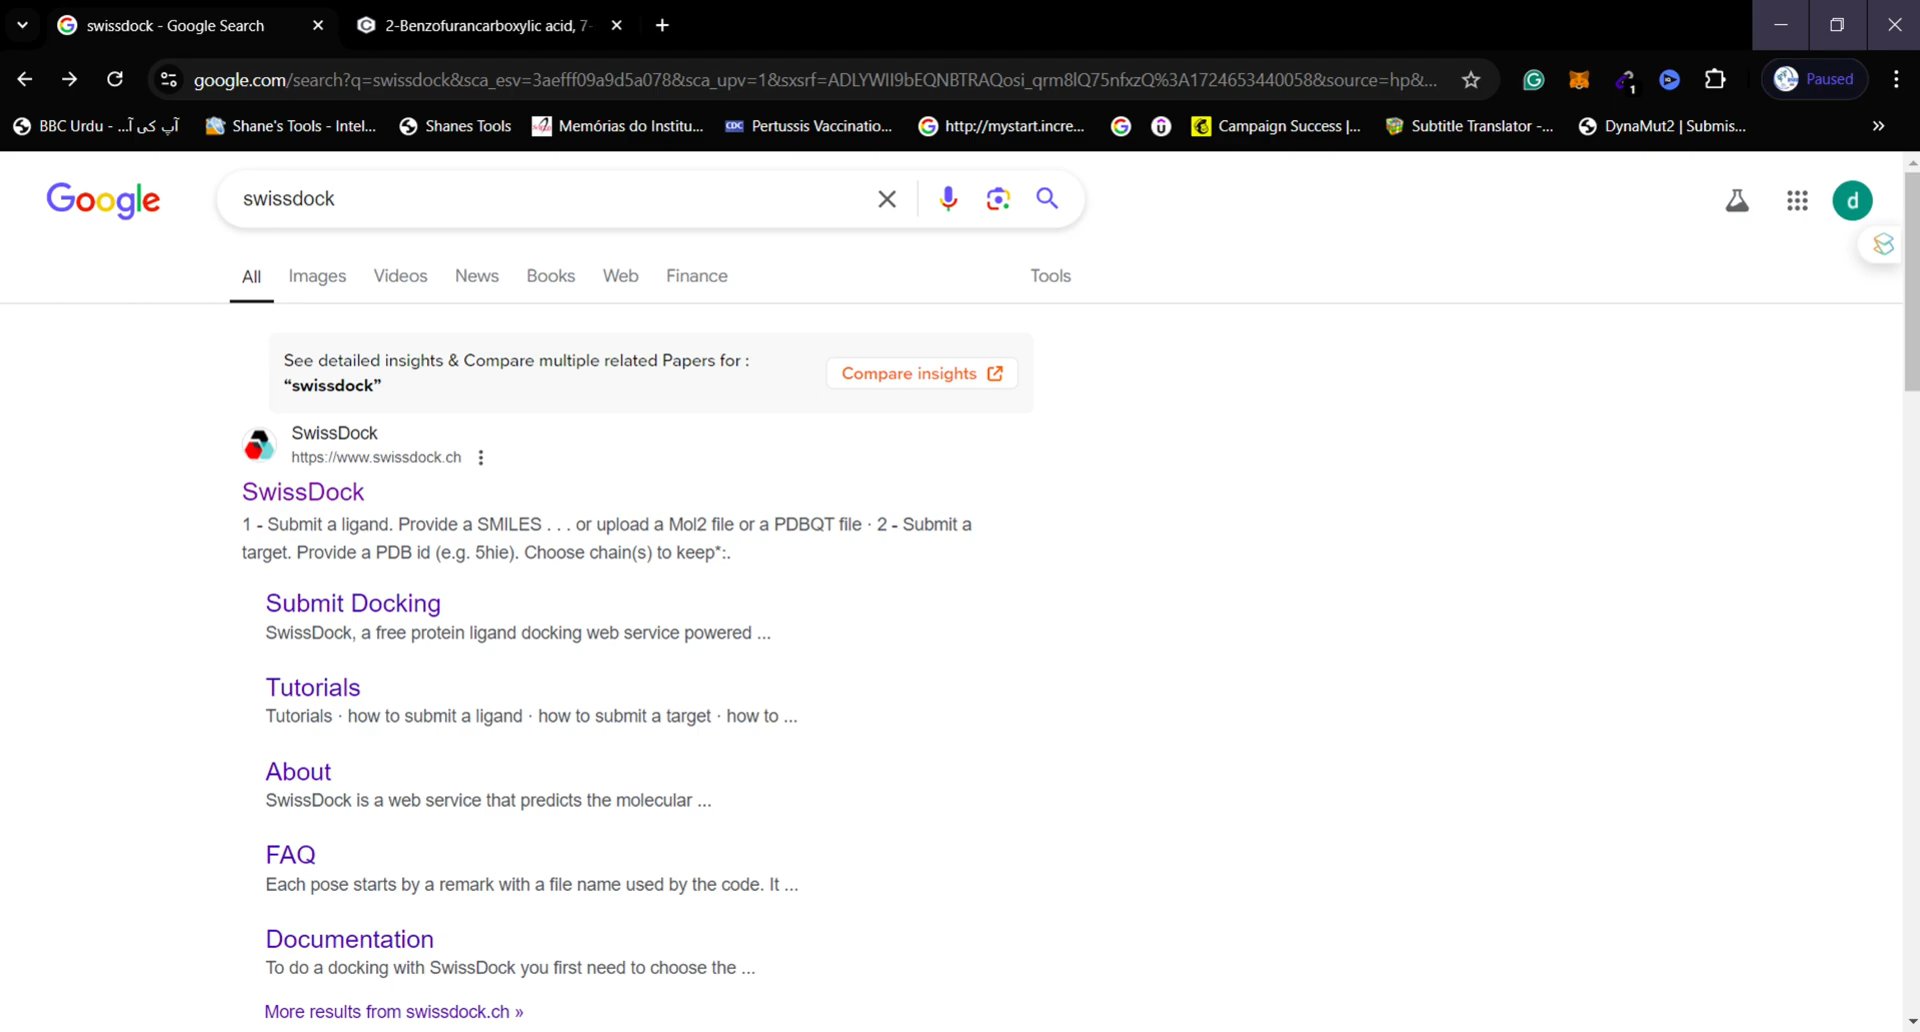 swissdock - Google Search
2-Benzofurancarboxylic acid, 7-
google.com/search?q=swissdock&sca_esv=3aefff09a9d5a078&sca_upv=1&sxsrf=ADLYWII9bEQNBTRAQosi_qrm8lQ75nfxzQ%3A1724653440058&source=hp&...
1
Paused
BBC Urdu - ...آپ کی آ
Shane's Tools - Intel...
Shanes Tools
Memórias do Institu...
CDC Pertussis Vaccinatio...
http://mystart.incre...
Campaign Success |...
Subtitle Translator -...
DynaMut2 | Submis...
»
Google
swissdock
d
All
Images
Videos
News
Books
Web
Finance
Tools
See detailed insights & Compare multiple related Papers for :
“swissdock”
Compare insights
SwissDock
https://www.swissdock.ch
SwissDock
1 - Submit a ligand. Provide a SMILES . . . or upload a Mol2 file or a PDBQT file · 2 - Submit a
target. Provide a PDB id (e.g. 5hie). Choose chain(s) to keep*:.
Submit Docking
SwissDock, a free protein ligand docking web service powered ...
Tutorials
Tutorials · how to submit a ligand · how to submit a target · how to ...
About
SwissDock is a web service that predicts the molecular ...
FAQ
Each pose starts by a remark with a file name used by the code. It ...
Documentation
To do a docking with SwissDock you first need to choose the ...
More results from swissdock.ch »